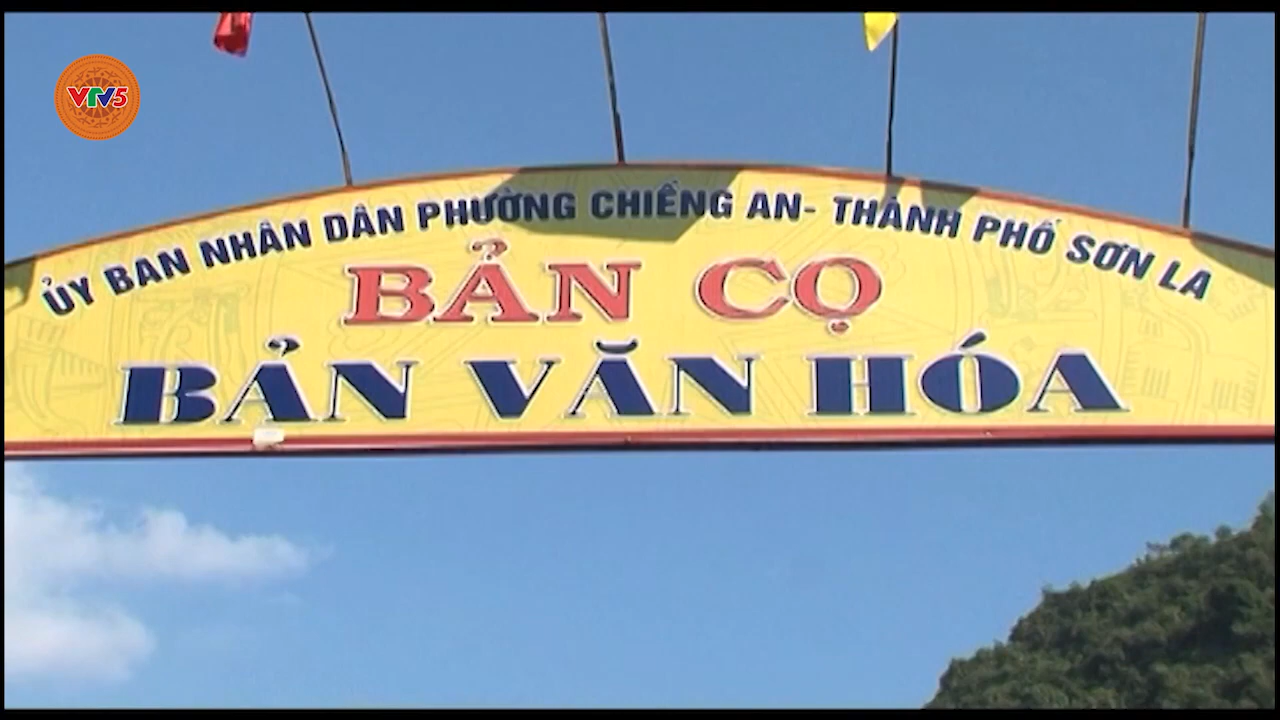 VTV5
ỦY BAN NHÂN DÂN PHƯỜNG CHIỀNG AN- THÀNH PHỐ SƠN LA
BẢN CỌ
BẢN VĂN HÓA